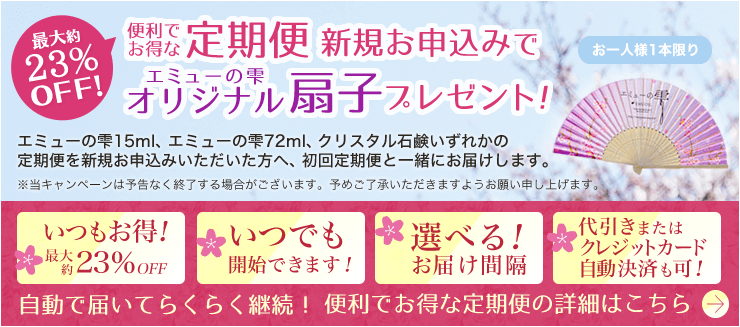 最大約
23%
OFF!
便利で
お得な 定期便 新規お申込みで
エミューの雫
オリジナル扇子プレゼント!
お一人様1本限り
エミューの雫
エミューの雫15ml、エミューの雫72ml、クリスタル石鹸いずれかの
定期便を新規お申込みいただいた方へ、初回定期便と一緒にお届けします。
※当キャンペーンは予告なく終了する場合がございます。予めご了承いただきますようお願い申し上げます。
いつもお得!
最大約23%OFF
いつでも
開始できます!
選べる!
お届け間隔
代引きまたは
クレジットカード
自動決済も可!
自動で届いてらくらく継続！ 便利でお得な定期便の詳細はこちら